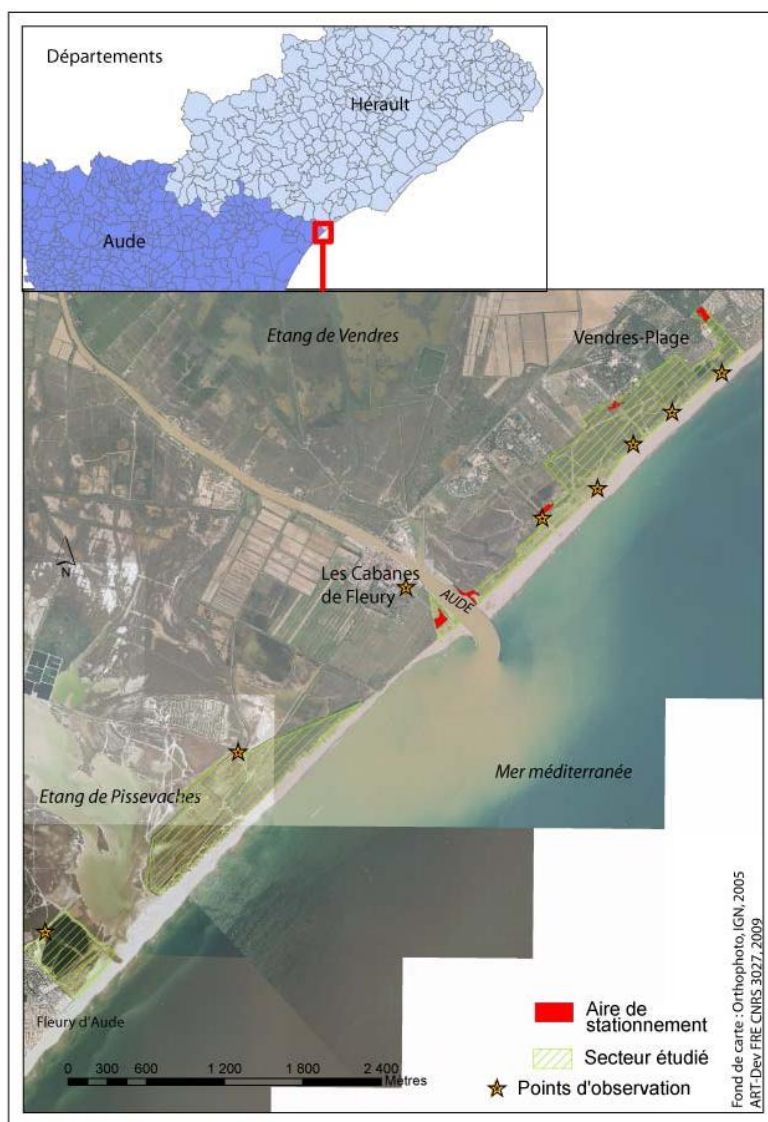 Départements
Hérault
Aude
Etang de Vendres
Vendres-Plage
N
Les Cabanes
de Fleury
AUDE
Mer méditerranée
Etang de Pissevaches
Fleury d'Aude
0 300 600 1 200 1 800 2 400
Mètres
Aire de
stationnement
Secteur étudié
Points d'observation
Fond de carte : Orthophoto, IGN, 2005
ART-Dev FRE CNRS 3027, 2009